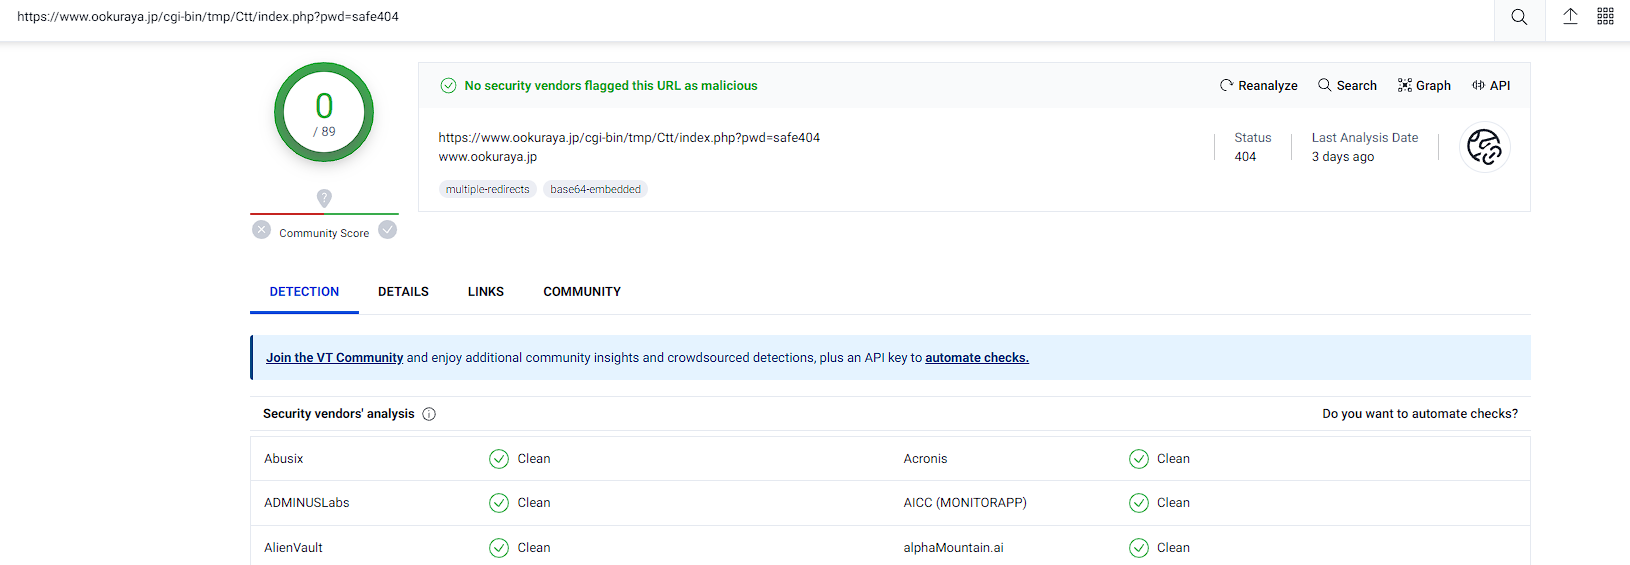 https://www.ookuraya.jp/cgi-bin/tmp/Ctt/index.php?pwd=safe404
0
/ 89
Community Score
No security vendors flagged this URL as malicious
Reanalyze Search Graph API
https://www.ookuraya.jp/cgi-bin/tmp/Ctt/index.php?pwd=safe404
www.ookuraya.jp
multiple-redirects base64-embedded
Status
404
Last Analysis Date
3 days ago
DETECTION DETAILS LINKS COMMUNITY
Join the VT Community and enjoy additional community insights and crowdsourced detections, plus an API key to automate checks.
Security vendors' analysis Do you want to automate checks?
Abusix Clean Acronis Clean
ADMINUSLabs Clean AICC (MONITORAPP) Clean
AlienVault Clean alphaMountain.ai Clean